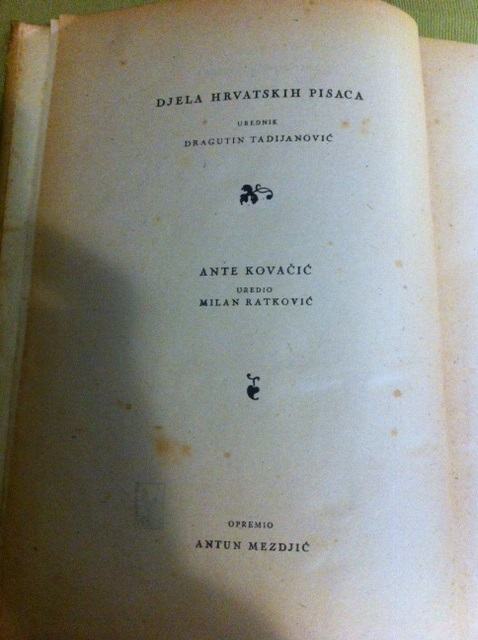 DJELA HRVATSKIH PISACA
UREDNIK
DRAGUTIN TADIJANOVIĆ
ANTE KOVAČIĆ
UREDIO
MILAN RATKOVIĆ
OPREMIO
ANTUN MEZDJIĆ